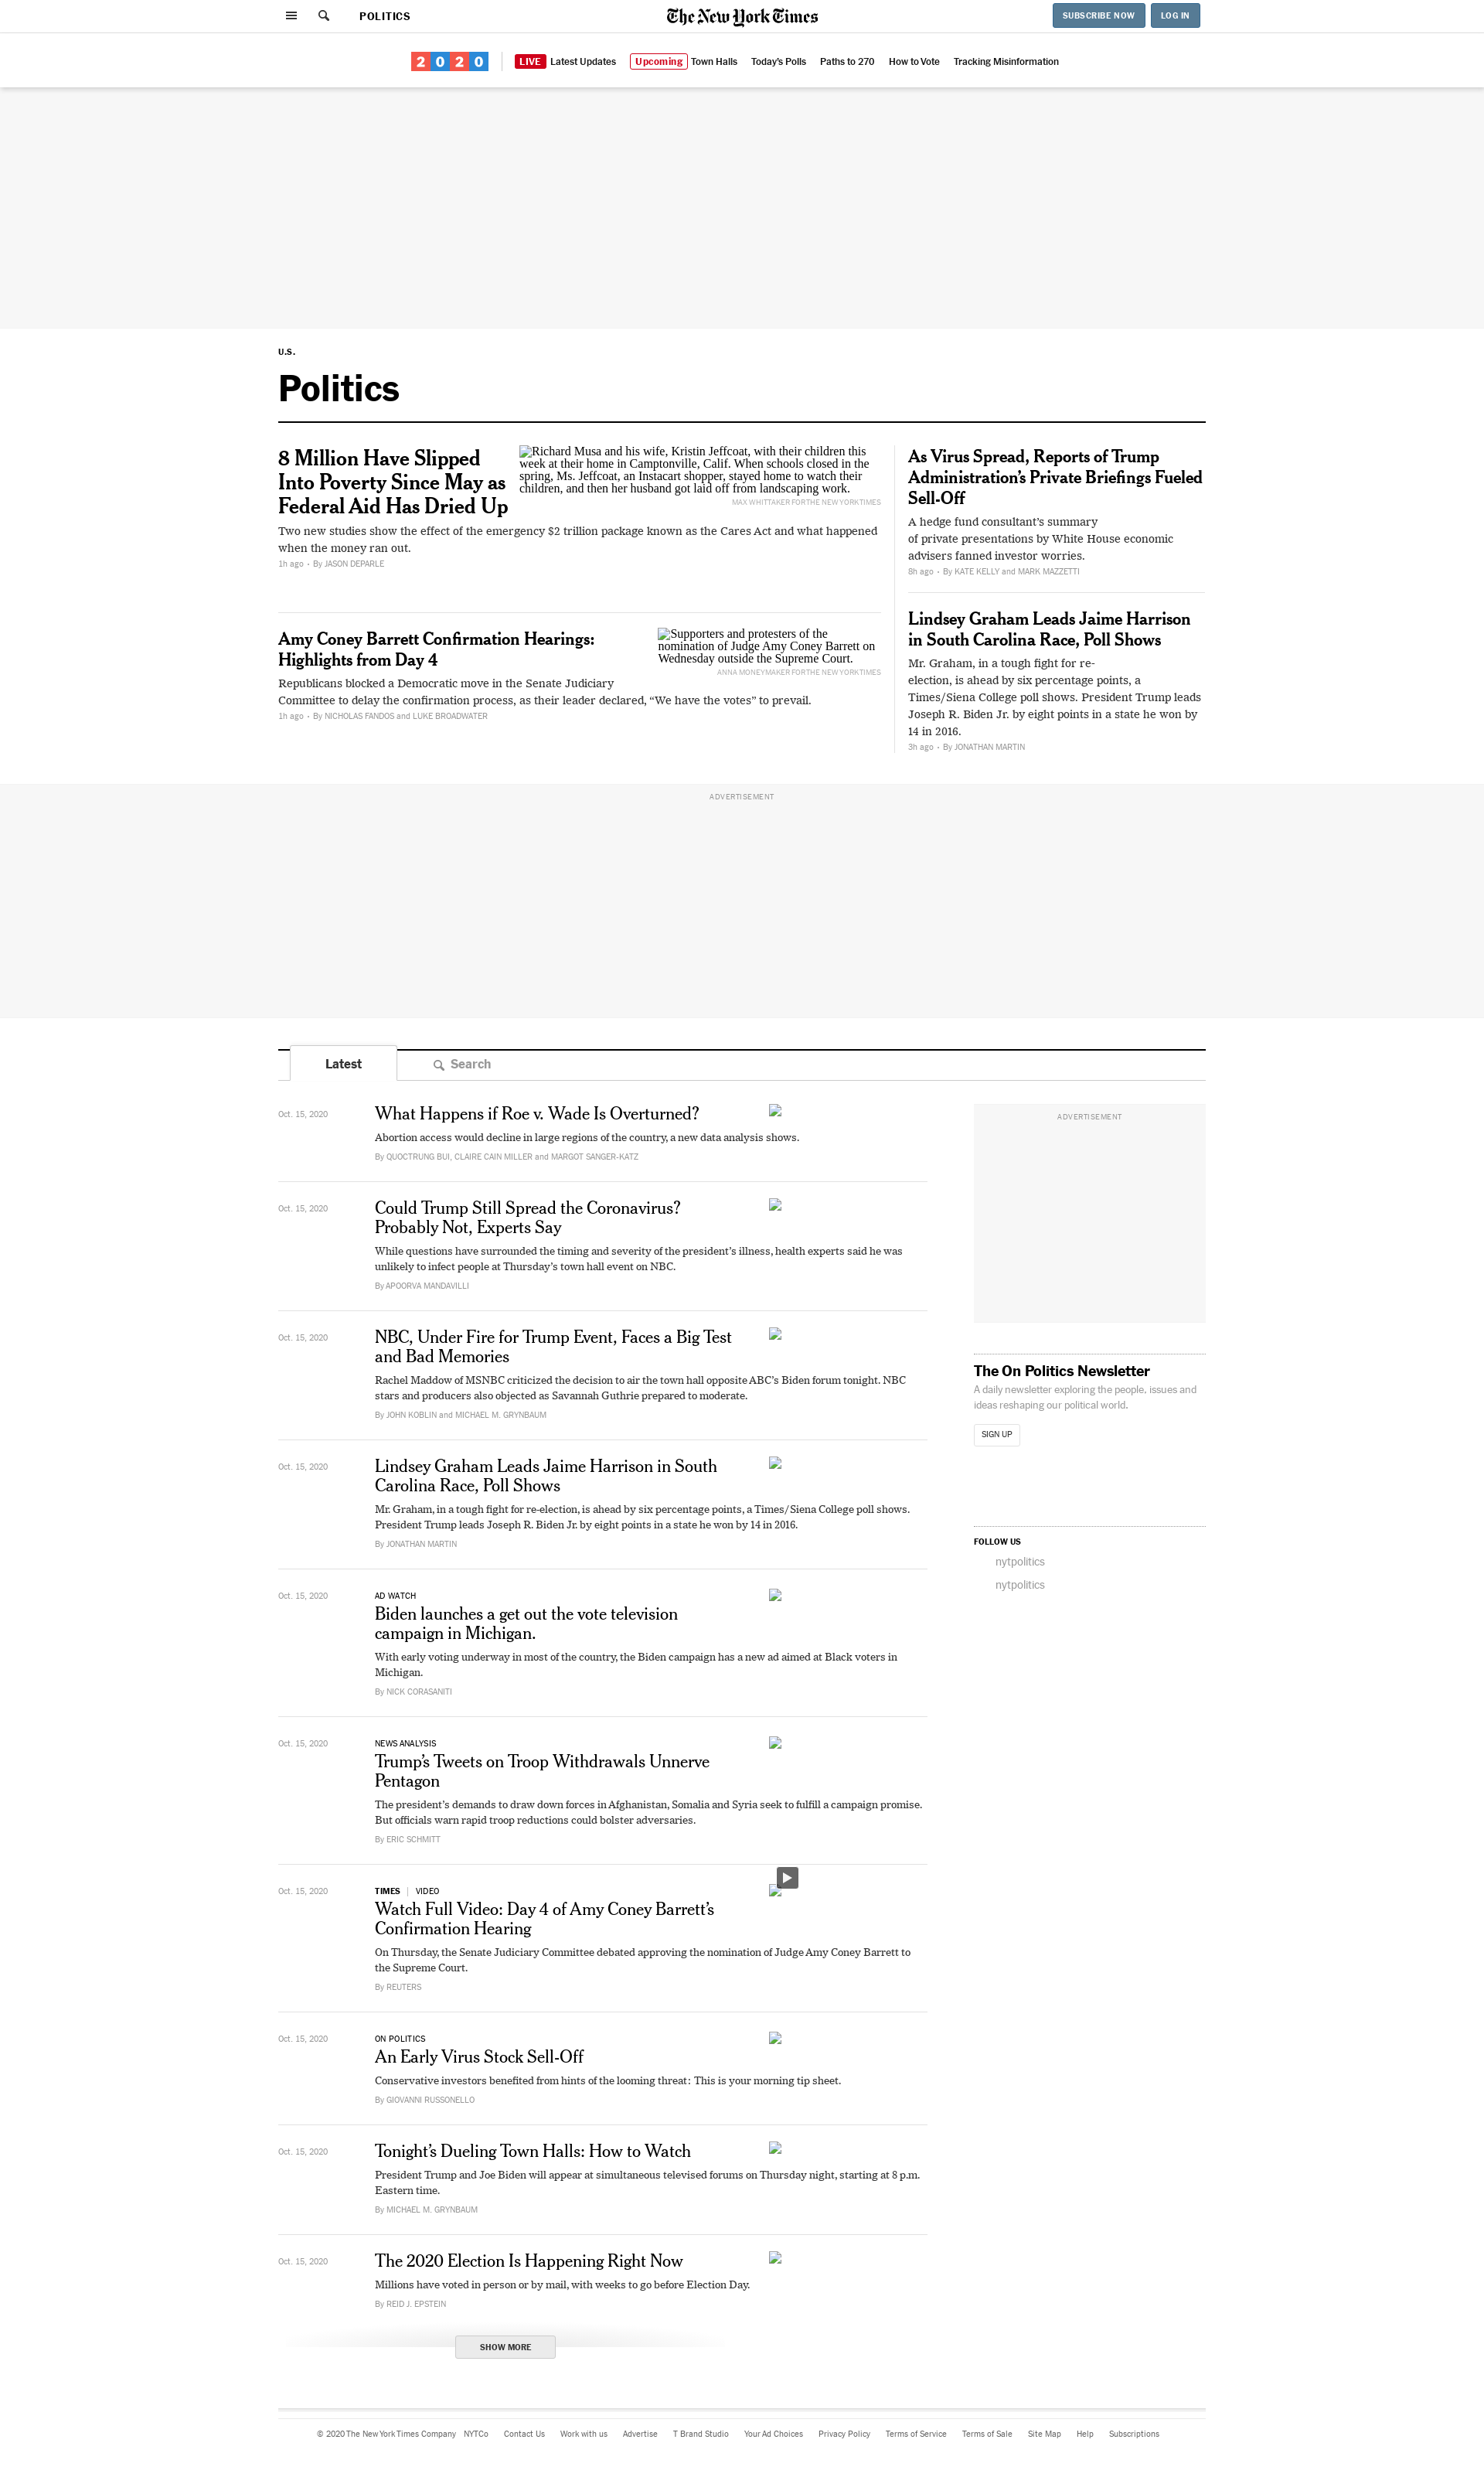 POLITICS
The New York Times
SUBSCRIBE NOW
LOG IN
2020
LIVE Latest Updates
Upcoming Town Halls
Today's Polls
Paths to 270
How to Vote
Tracking Misinformation
U.S.
Politics
8 Million Have Slipped
Into Poverty Since May as
Federal Aid Has Dried Up
Richard Musa and his wife, Kristin Jeffcoat, with their children this
week at their home in Camptonville, Calif. When schools closed in the
spring, Ms. Jeffcoat, an Instacart shopper, stayed home to watch their
children, and then her husband got laid off from landscaping work.
MAX WHITTAKER FOR THE NEW YORK TIMES
Two new studies show the effect of the emergency $2 trillion package known as the Cares Act and what happened
when the money ran out.
1h ago • By JASON DEPARLE
Amy Coney Barrett Confirmation Hearings:
Highlights from Day 4
Supporters and protesters of the
nomination of Judge Amy Coney Barrett on
Wednesday outside the Supreme Court.
ANNA MONEYMAKER FOR THE NEW YORK TIMES
Republicans blocked a Democratic move in the Senate Judiciary
Committee to delay the confirmation process, as their leader declared, “We have the votes” to prevail.
1h ago • By NICHOLAS FANDOS and LUKE BROADWATER
As Virus Spread, Reports of Trump
Administration’s Private Briefings Fueled
Sell-Off
A hedge fund consultant’s summary
of private presentations by White House economic
advisers fanned investor worries.
8h ago • By KATE KELLY and MARK MAZZETTI
Lindsey Graham Leads Jaime Harrison
in South Carolina Race, Poll Shows
Mr. Graham, in a tough fight for re-
election, is ahead by six percentage points, a
Times/Siena College poll shows. President Trump leads
Joseph R. Biden Jr. by eight points in a state he won by
14 in 2016.
3h ago • By JONATHAN MARTIN
ADVERTISEMENT
Latest
Search
Oct. 15, 2020
What Happens if Roe v. Wade Is Overturned?
Abortion access would decline in large regions of the country, a new data analysis shows.
By QUOCTRUNG BUI, CLAIRE CAIN MILLER and MARGOT SANGER-KATZ
Oct. 15, 2020
Could Trump Still Spread the Coronavirus?
Probably Not, Experts Say
While questions have surrounded the timing and severity of the president’s illness, health experts said he was
unlikely to infect people at Thursday’s town hall event on NBC.
By APOORVA MANDAVILLI
Oct. 15, 2020
NBC, Under Fire for Trump Event, Faces a Big Test
and Bad Memories
Rachel Maddow of MSNBC criticized the decision to air the town hall opposite ABC’s Biden forum tonight. NBC
stars and producers also objected as Savannah Guthrie prepared to moderate.
By JOHN KOBLIN and MICHAEL M. GRYNBAUM
Oct. 15, 2020
Lindsey Graham Leads Jaime Harrison in South
Carolina Race, Poll Shows
Mr. Graham, in a tough fight for re-election, is ahead by six percentage points, a Times/Siena College poll shows.
President Trump leads Joseph R. Biden Jr. by eight points in a state he won by 14 in 2016.
By JONATHAN MARTIN
Oct. 15, 2020
AD WATCH
Biden launches a get out the vote television
campaign in Michigan.
With early voting underway in most of the country, the Biden campaign has a new ad aimed at Black voters in
Michigan.
By NICK CORASANITI
Oct. 15, 2020
NEWS ANALYSIS
Trump’s Tweets on Troop Withdrawals Unnerve
Pentagon
The president’s demands to draw down forces in Afghanistan, Somalia and Syria seek to fulfill a campaign promise.
But officials warn rapid troop reductions could bolster adversaries.
By ERIC SCHMITT
Oct. 15, 2020
TIMES | VIDEO
Watch Full Video: Day 4 of Amy Coney Barrett’s
Confirmation Hearing
On Thursday, the Senate Judiciary Committee debated approving the nomination of Judge Amy Coney Barrett to
the Supreme Court.
By REUTERS
Oct. 15, 2020
ON POLITICS
An Early Virus Stock Sell-Off
Conservative investors benefited from hints of the looming threat: This is your morning tip sheet.
By GIOVANNI RUSSONELLO
Oct. 15, 2020
Tonight’s Dueling Town Halls: How to Watch
President Trump and Joe Biden will appear at simultaneous televised forums on Thursday night, starting at 8 p.m.
Eastern time.
By MICHAEL M. GRYNBAUM
Oct. 15, 2020
The 2020 Election Is Happening Right Now
Millions have voted in person or by mail, with weeks to go before Election Day.
By REID J. EPSTEIN
SHOW MORE
ADVERTISEMENT
The On Politics Newsletter
A daily newsletter exploring the people, issues and
ideas reshaping our political world.
SIGN UP
FOLLOW US
nytpolitics
nytpolitics
© 2020 The New York Times Company
NYTCo
Contact Us
Work with us
Advertise
T Brand Studio
Your Ad Choices
Privacy Policy
Terms of Service
Terms of Sale
Site Map
Help
Subscriptions